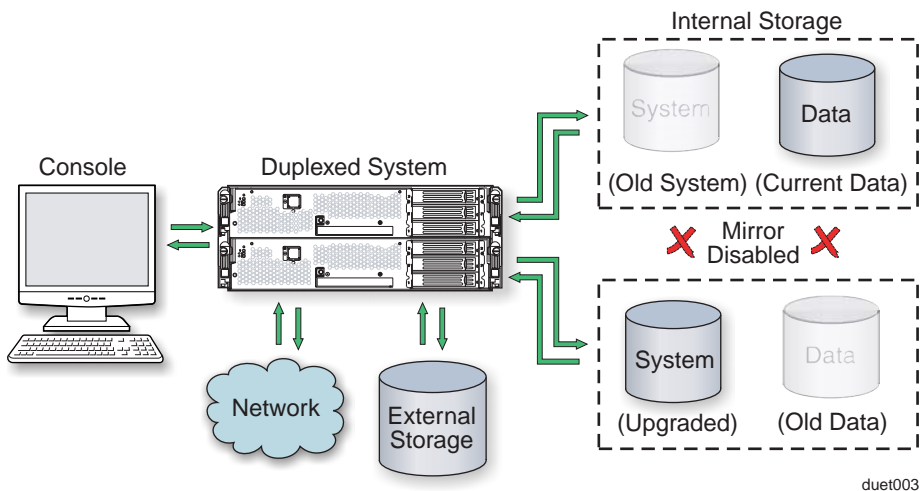 Internal Storage
System
Data
(Old System) (Current Data)
Console
Duplexed System
Mirror
Disabled
System
Data
(Upgraded)
(Old Data)
Network
External
Storage
duet003